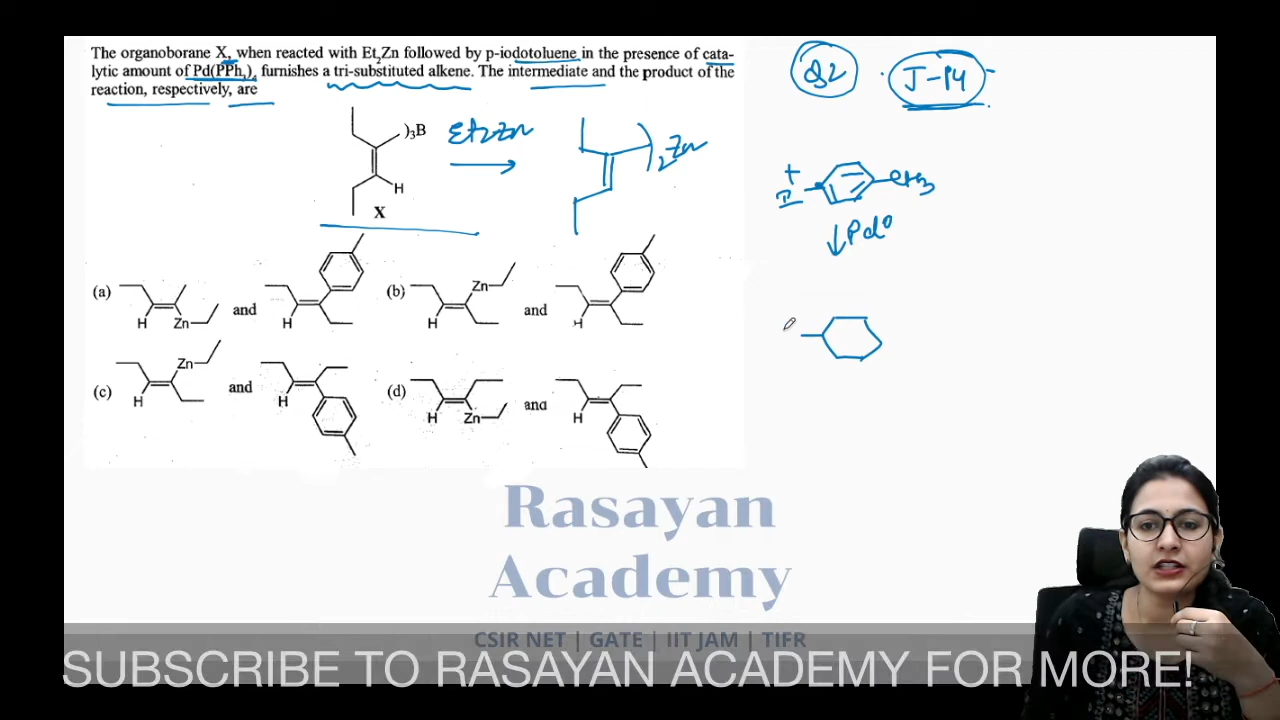 The organoborane X, when reacted with Et₂Zn followed by p-iodotoluene in the presence of cata-
lytic amount of Pd(PPh₃)₄ furnishes a tri-substituted alkene. The intermediate and the product of the
reaction, respectively, are
Q2
J-14
)₃B
Et2Zn
)2Zn
H
X
I
CH3
Pd⁰
(a)
H
Zn
and
H
(b)
Zn
H
and
H
(c)
Zn
H
and
H
(d)
H
Zn
and
H
Rasayan
Academy
CSIR NET | GATE | IIT JAM | TIFR
SUBSCRIBE TO RASAYAN ACADEMY FOR MORE!